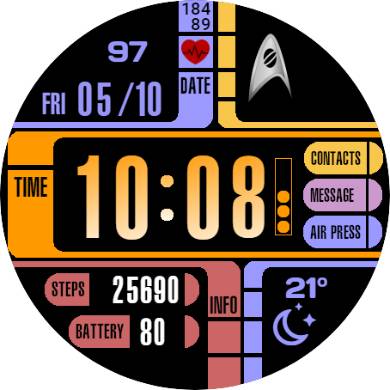 184
89
97
DATE
FRI 05/10
CONTACTS
TIME
10:08
MESSAGE
AIR PRESS
STEPS 25690
INFO
21°
BATTERY 80